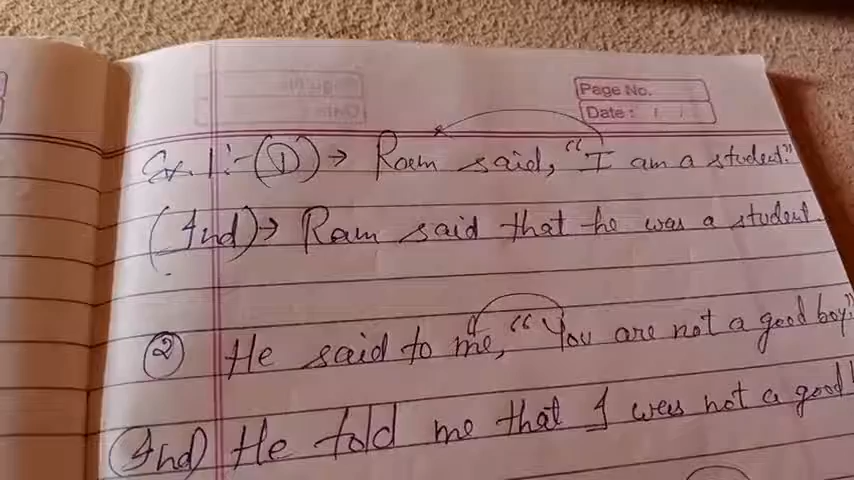 Page No.
Date : / /
Ex. 1:- (1) → Ram said, "I am a student."
(Ind) → Ram said that he was a student.
(2) He said to me, "You are not a good boy."
(Ind) He told me that I was not a good